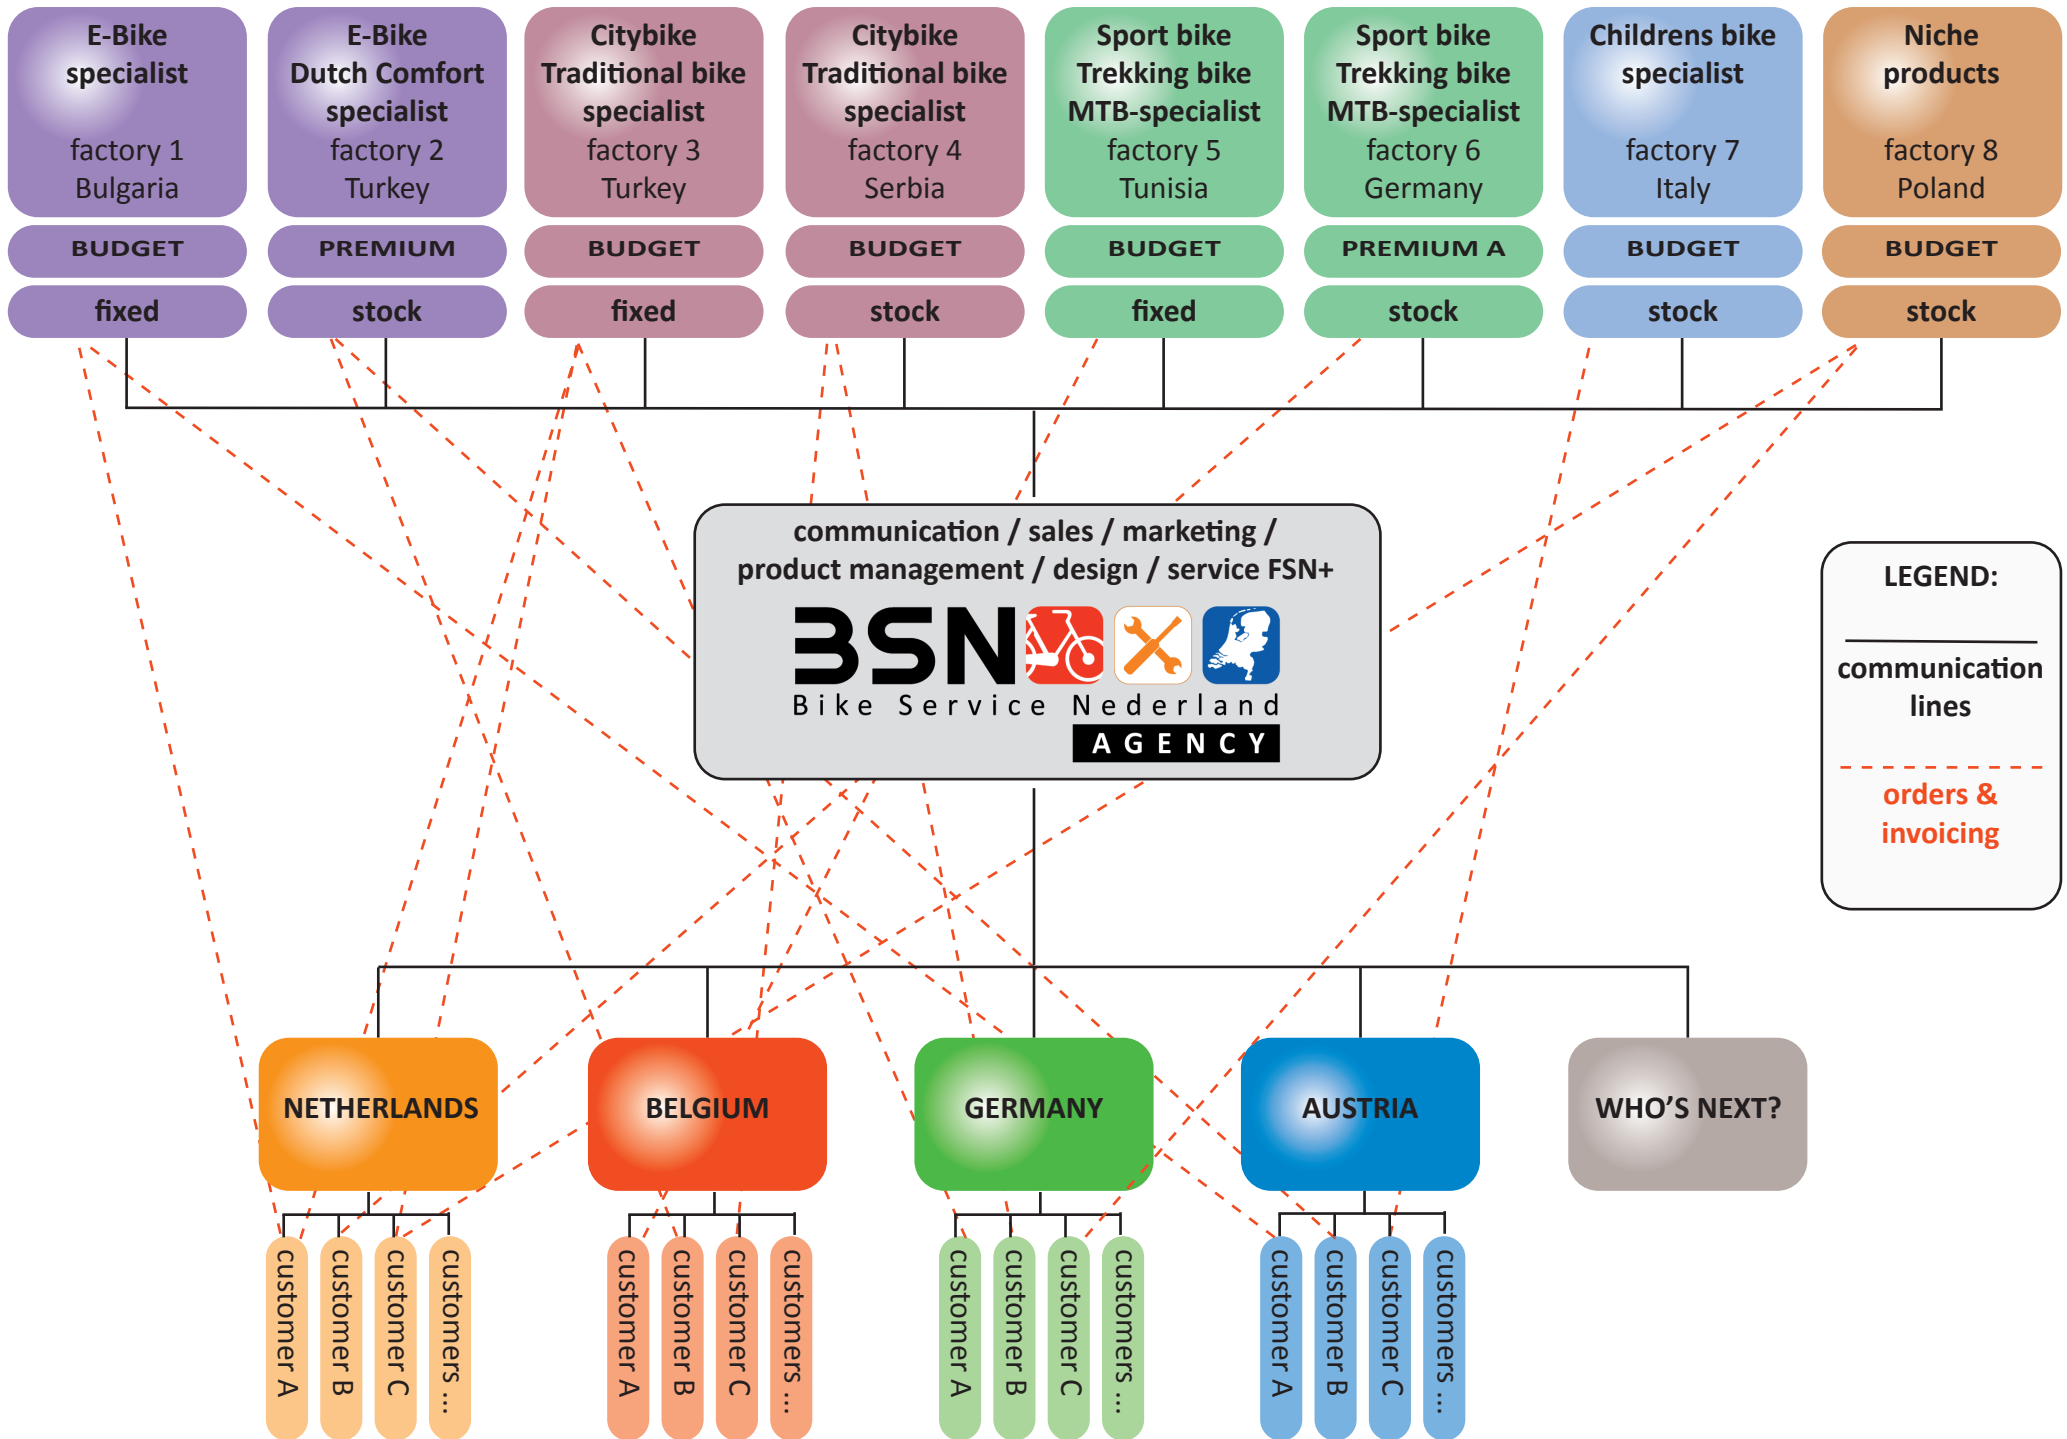 E-Bike
specialist
factory 1
Bulgaria
BUDGET
fixed
E-Bike
Dutch Comfort
specialist
factory 2
Turkey
PREMIUM
stock
Citybike
Traditional bike
specialist
factory 3
Turkey
BUDGET
fixed
Citybike
Traditional bike
specialist
factory 4
Serbia
BUDGET
stock
Sport bike
Trekking bike
MTB-specialist
factory 5
Tunisia
BUDGET
fixed
Sport bike
Trekking bike
MTB-specialist
factory 6
Germany
PREMIUM A
stock
Childrens bike
specialist
factory 7
Italy
BUDGET
stock
Niche
products
factory 8
Poland
BUDGET
stock
communication / sales / marketing /
product management / design / service FSN+
BSN
Bike Service Nederland
AGENCY
LEGEND:
communication
lines
orders &
invoicing
NETHERLANDS
customer A
customer B
customer C
customers ...
BELGIUM
customer A
customer B
customer C
customers ...
GERMANY
customer A
customer B
customer C
customers ...
AUSTRIA
customer A
customer B
customer C
customers ...
WHO'S NEXT?